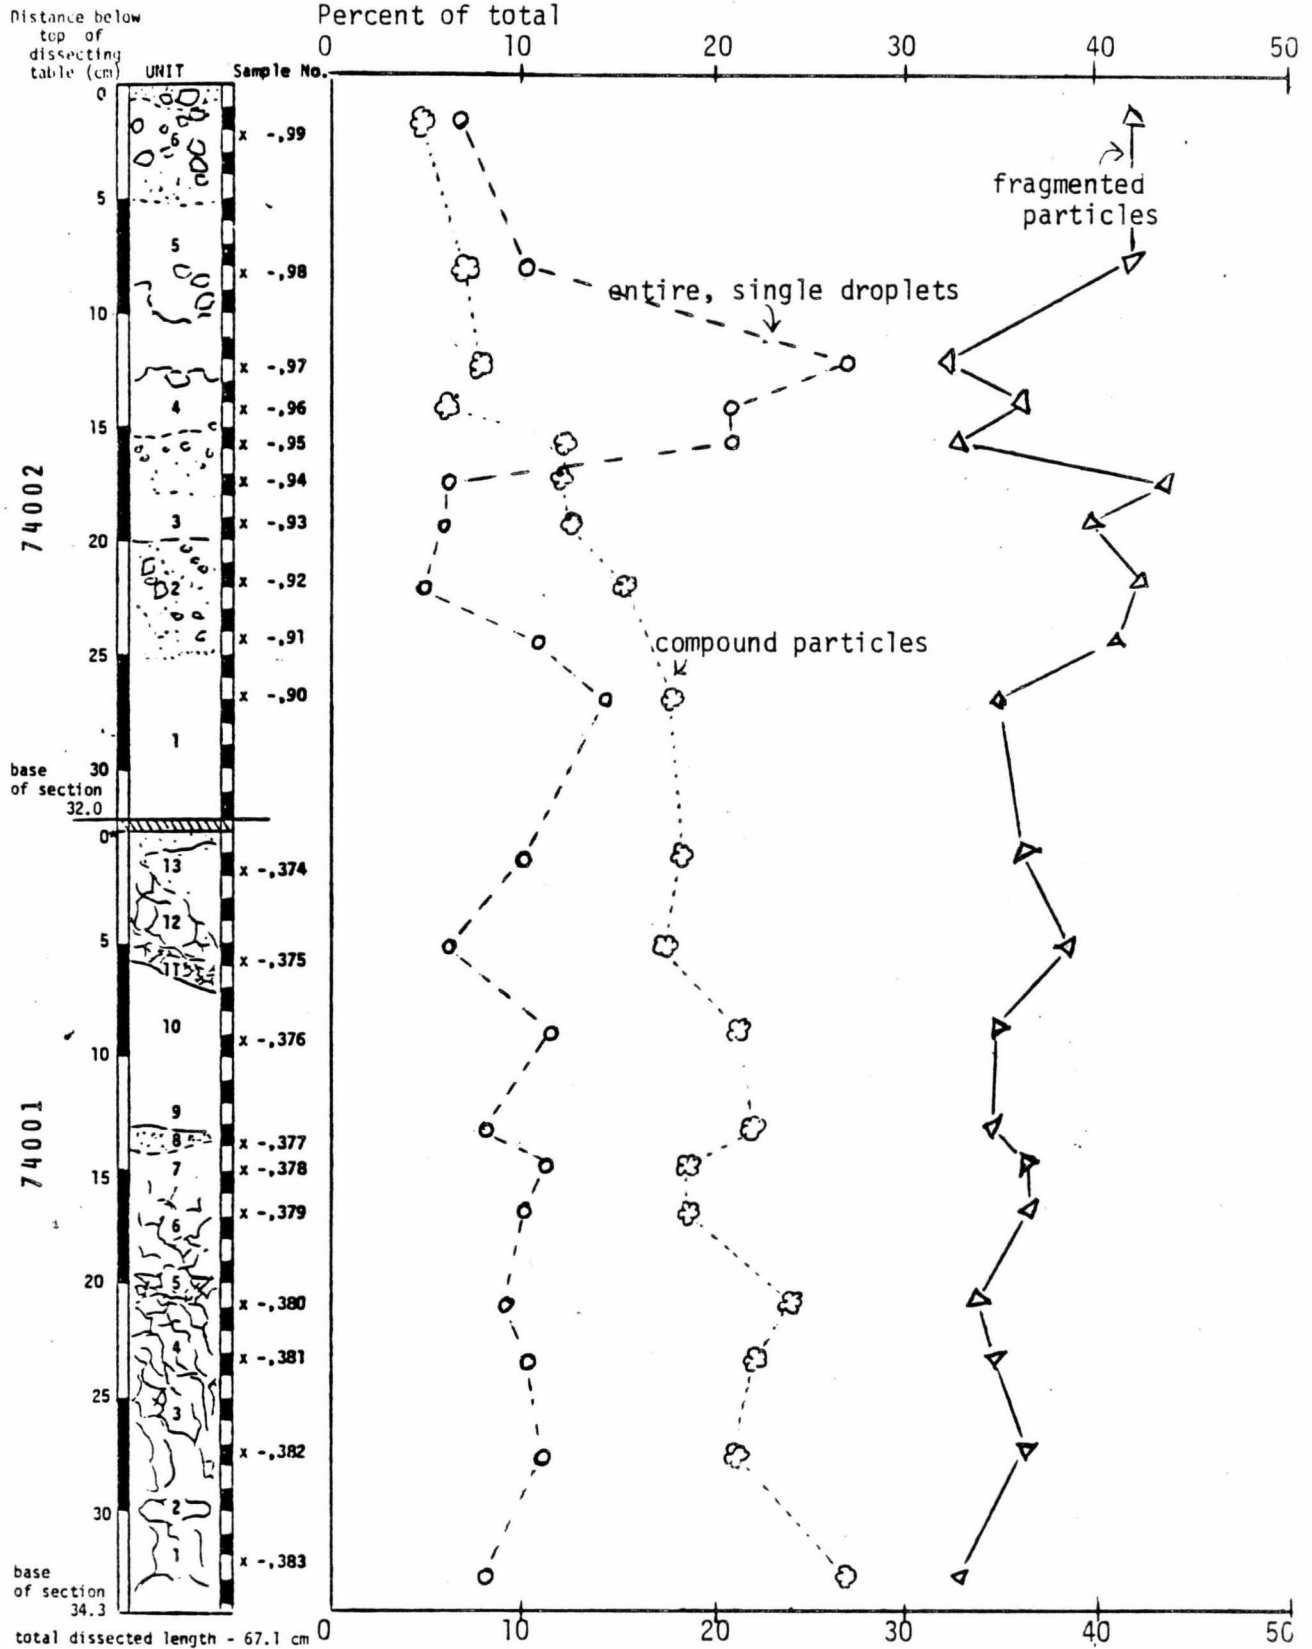 Distance below
top of
dissecting
table (cm)
UNIT
Sample No.
Percent of total
0 10 20 30 40 50
74002
0
5
10
15
20
25
30
base
of section
32.0
6
5
4
3
2
1
x -,99
x -,98
x -,97
x -,96
x -,95
x -,94
x -,93
x -,92
x -,91
x -,90
fragmented
particles
entire, single droplets
compound particles
74001
0
5
10
15
20
25
30
base
of section
34.3
13
12
11
10
9
8
7
6
5
4
3
2
1
x -,374
x -,375
x -,376
x -,377
x -,378
x -,379
x -,380
x -,381
x -,382
x -,383
total dissected length - 67.1 cm
0 10 20 30 40 50